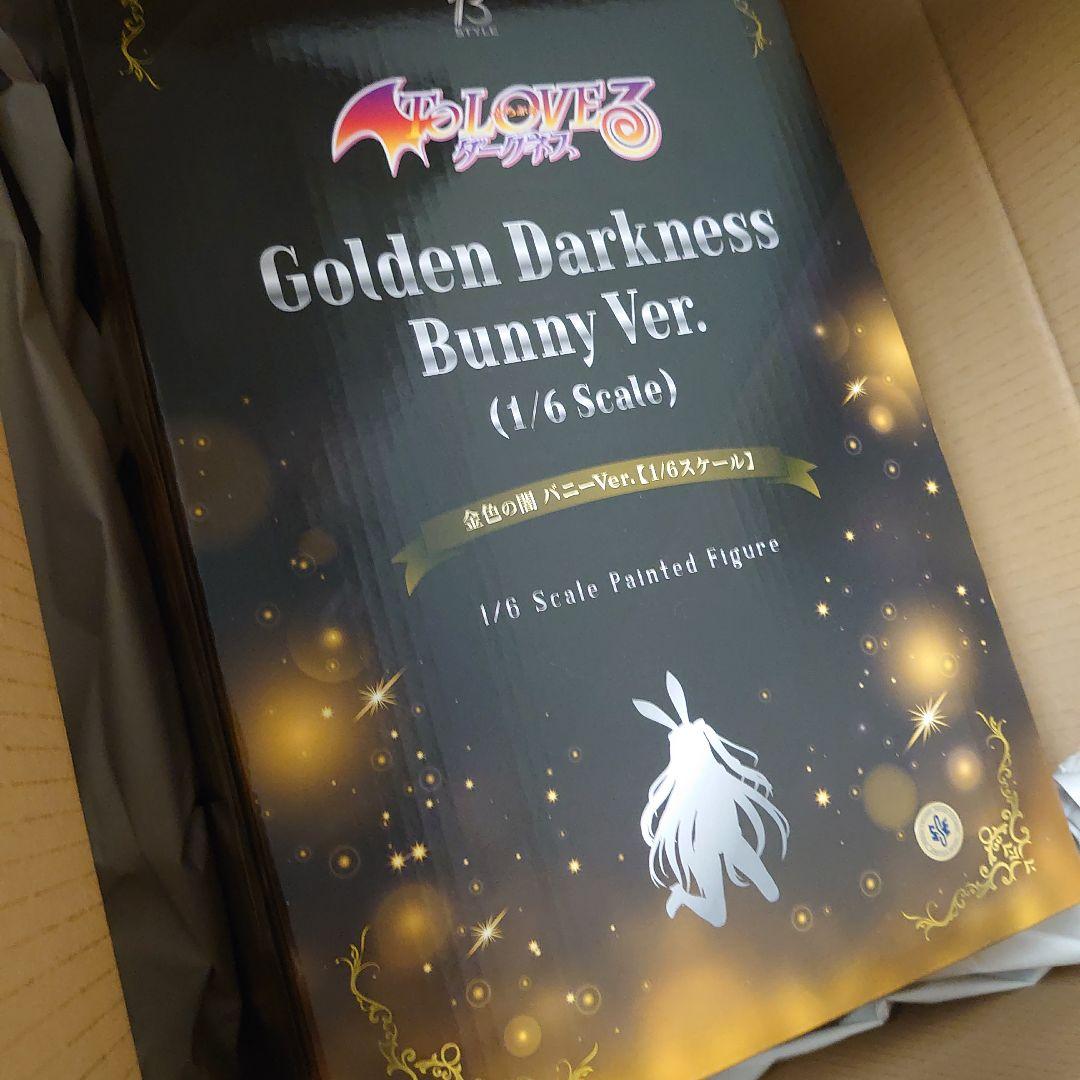 STYLE
To LOVEる
ダークネス
Golden Darkness
Bunny Ver.
(1/6 Scale)
金色の闇 バニーVer.【1/6スケール】
1/6 Scale Painted Figure